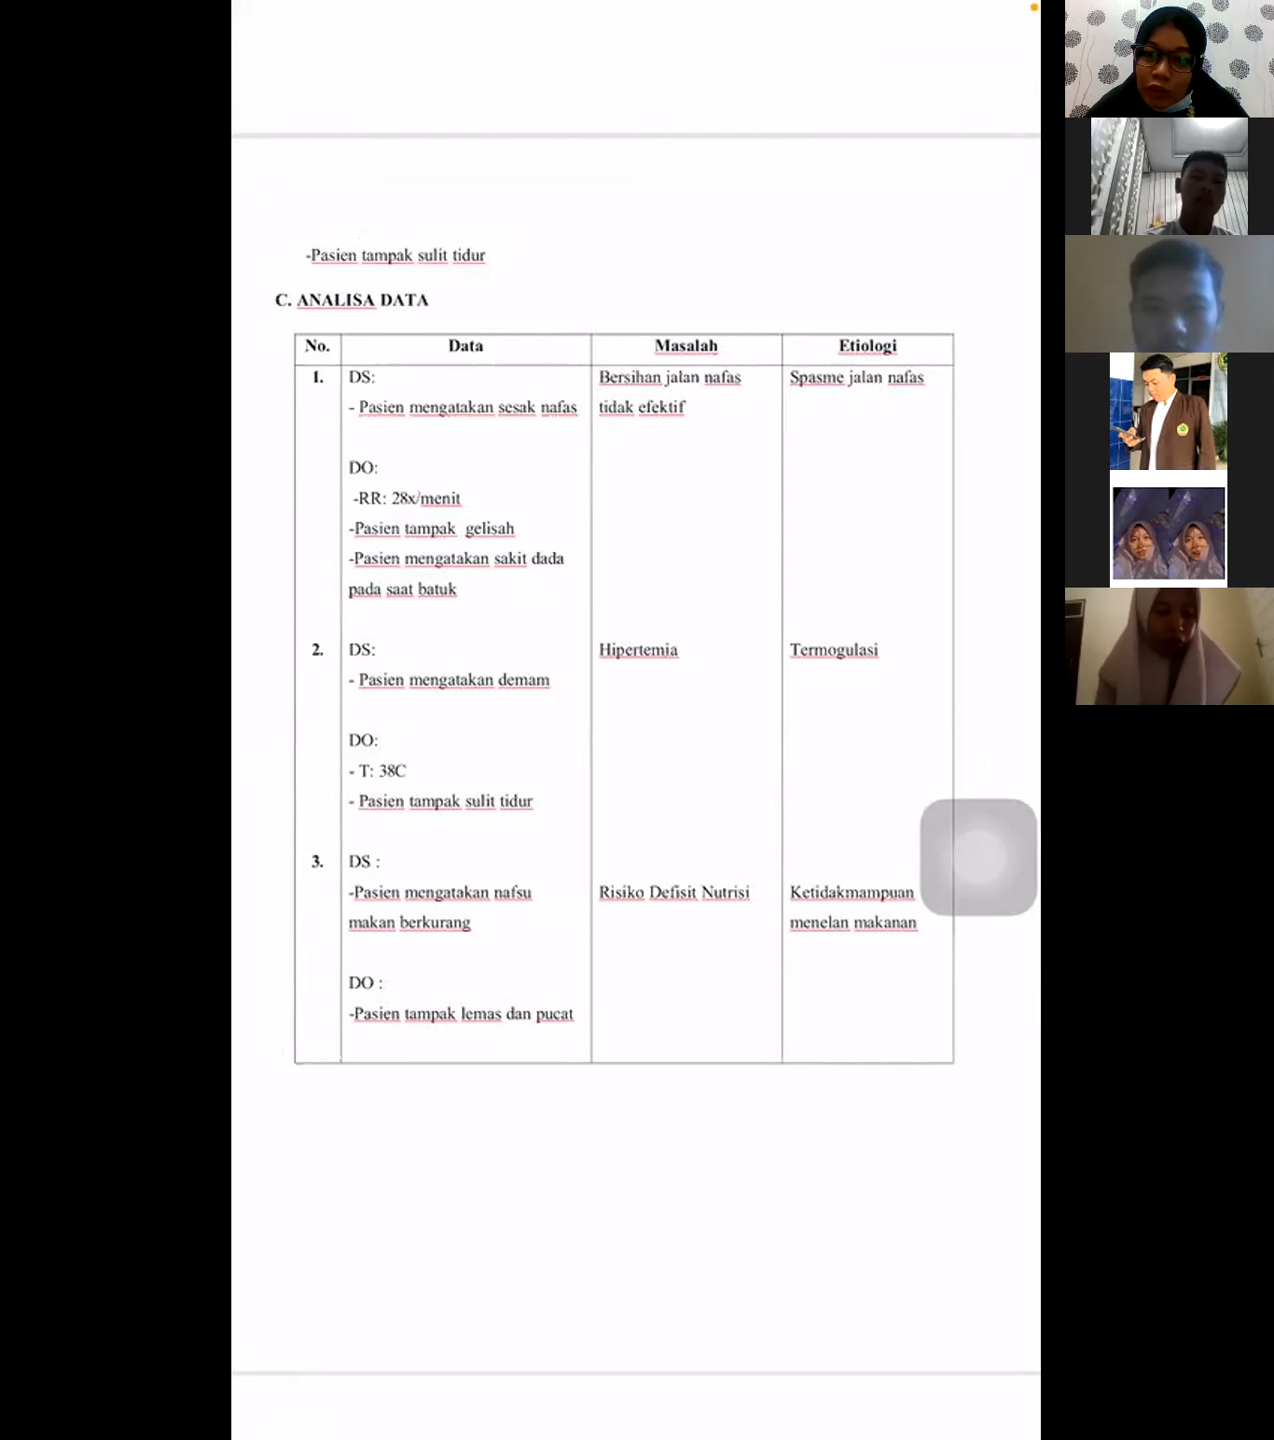 -Pasien tampak sulit tidur
C. ANALISA DATA
No. Data Masalah Etiologi
1. DS: Bersihan jalan nafas Spasme jalan nafas
- Pasien mengatakan sesak nafas tidak efektif
DO:
-RR: 28x/menit
-Pasien tampak gelisah
-Pasien mengatakan sakit dada
pada saat batuk
2. DS: Hipertemia Termogulasi
- Pasien mengatakan demam
DO:
- T: 38C
- Pasien tampak sulit tidur
3. DS :
-Pasien mengatakan nafsu Risiko Defisit Nutrisi Ketidakmampuan
makan berkurang menelan makanan
DO :
-Pasien tampak lemas dan pucat